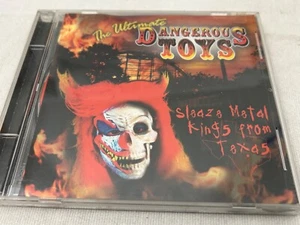 The Ultimate
DANGEROUS
TOYS
Sleaze Metal
Kings from
Texas